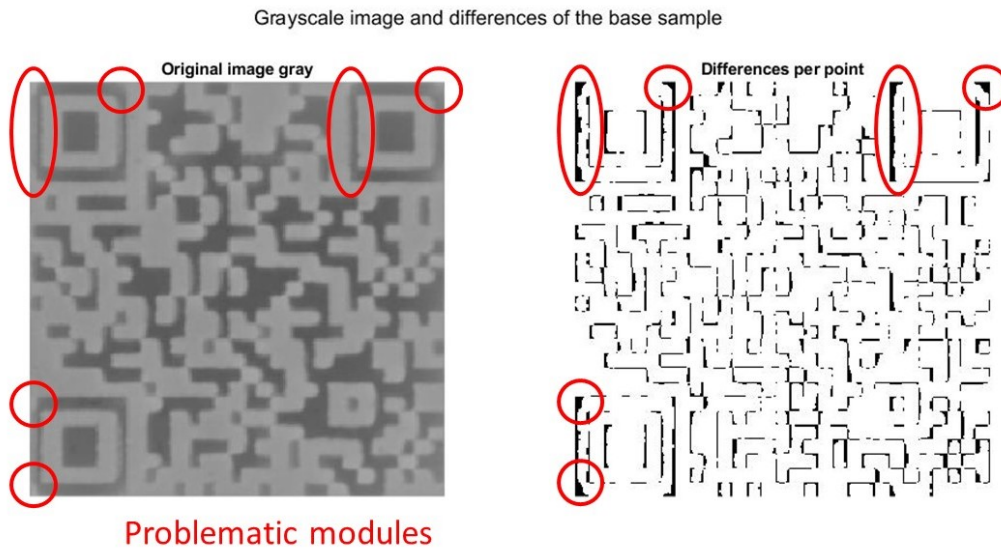 Grayscale image and differences of the base sample
Original image gray
Differences per point
Problematic modules